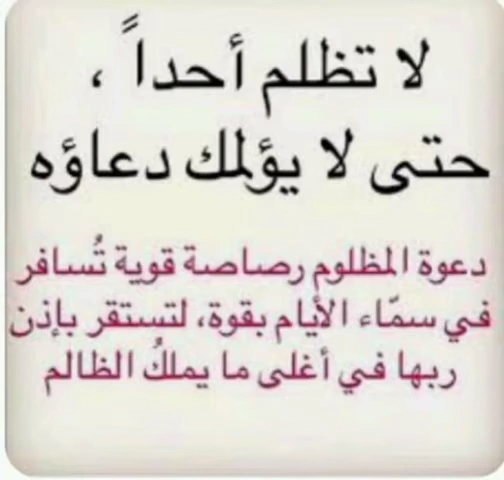 لا تظلم أحداً ،
حتى لا يؤلمك دعاؤه
دعوة المظلوم رصاصة قوية تُسافر
في سمّاء الأيام بقوة، لتستقر بإذن
ربها في أغلى ما يملكُ الظالم